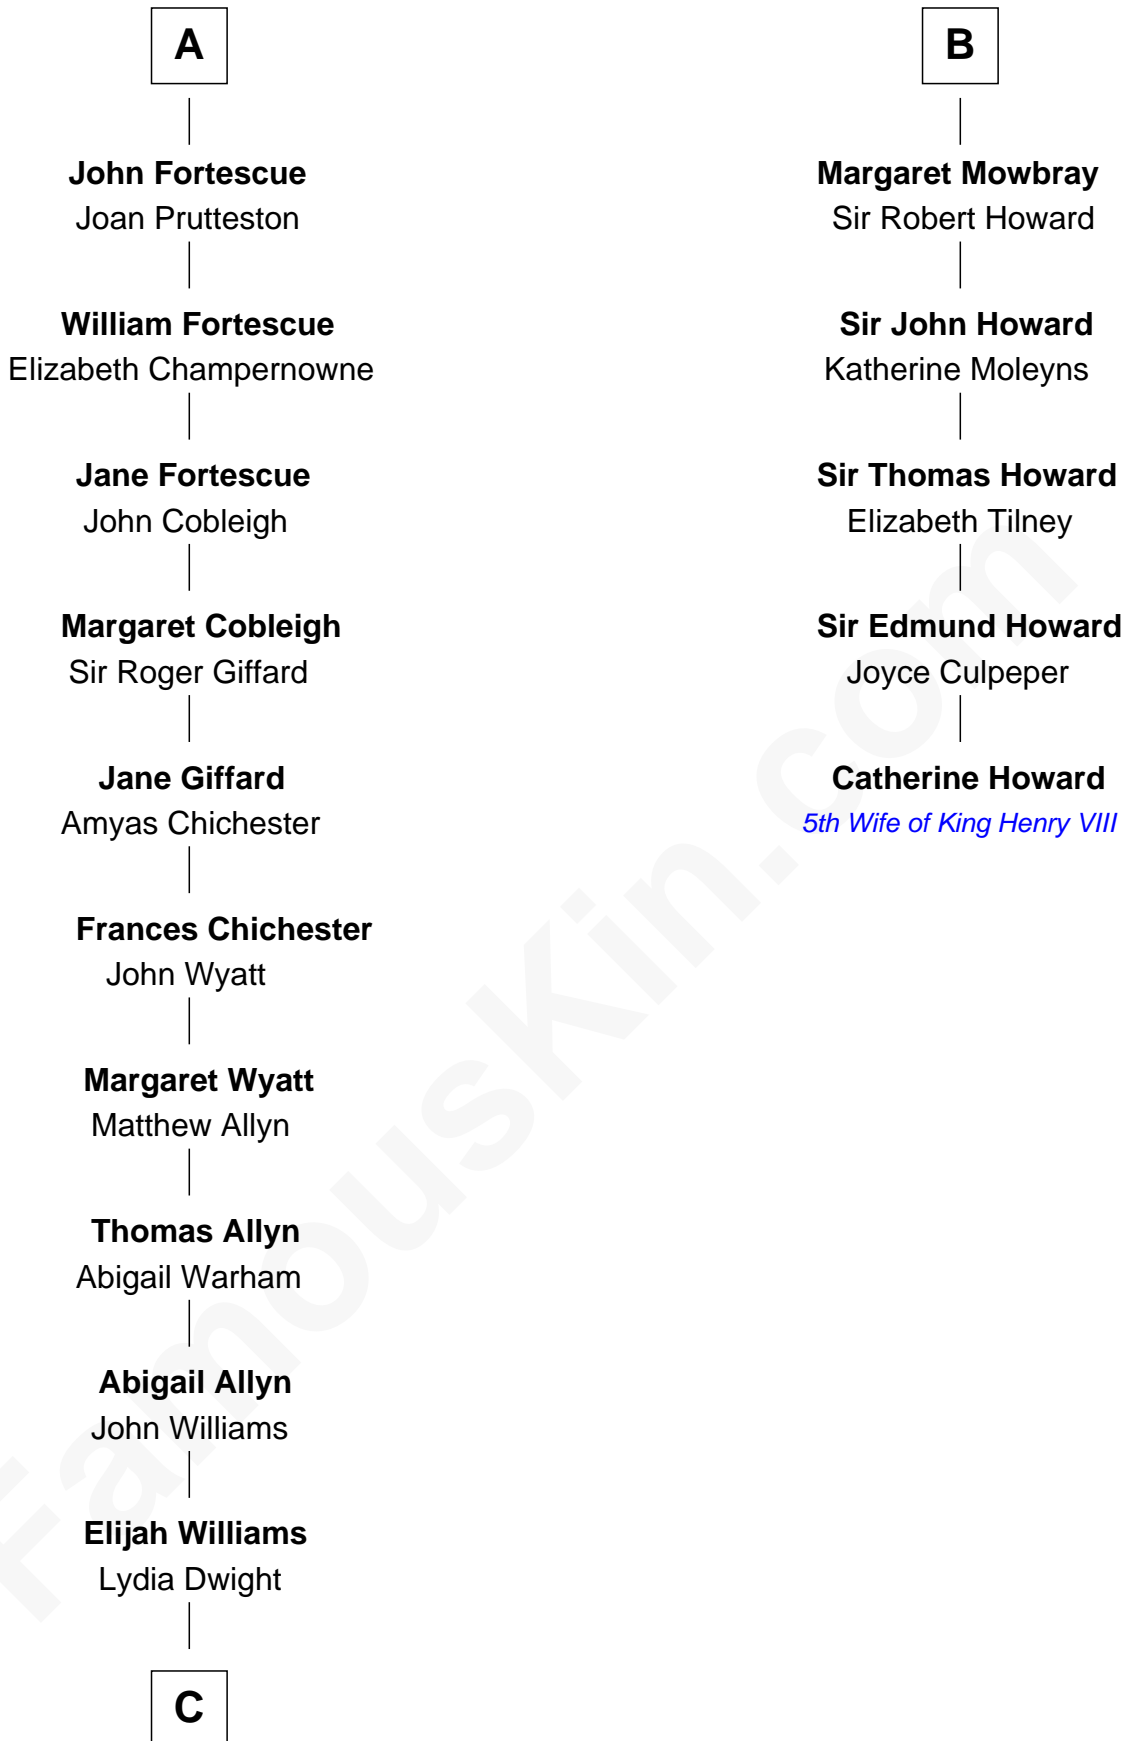 A
John Fortescue
Joan Prutteston
William Fortescue
Elizabeth Champernowne
Jane Fortescue
John Cobleigh
Margaret Cobleigh
Sir Roger Giffard
Jane Giffard
Amyas Chichester
Frances Chichester
John Wyatt
Margaret Wyatt
Matthew Allyn
Thomas Allyn
Abigail Warham
Abigail Allyn
John Williams
Elijah Williams
Lydia Dwight
C
B
Margaret Mowbray
Sir Robert Howard
Sir John Howard
Katherine Moleyns
Sir Thomas Howard
Elizabeth Tilney
Sir Edmund Howard
Joyce Culpeper
Catherine Howard
5th Wife of King Henry VIII
FamousKin.com